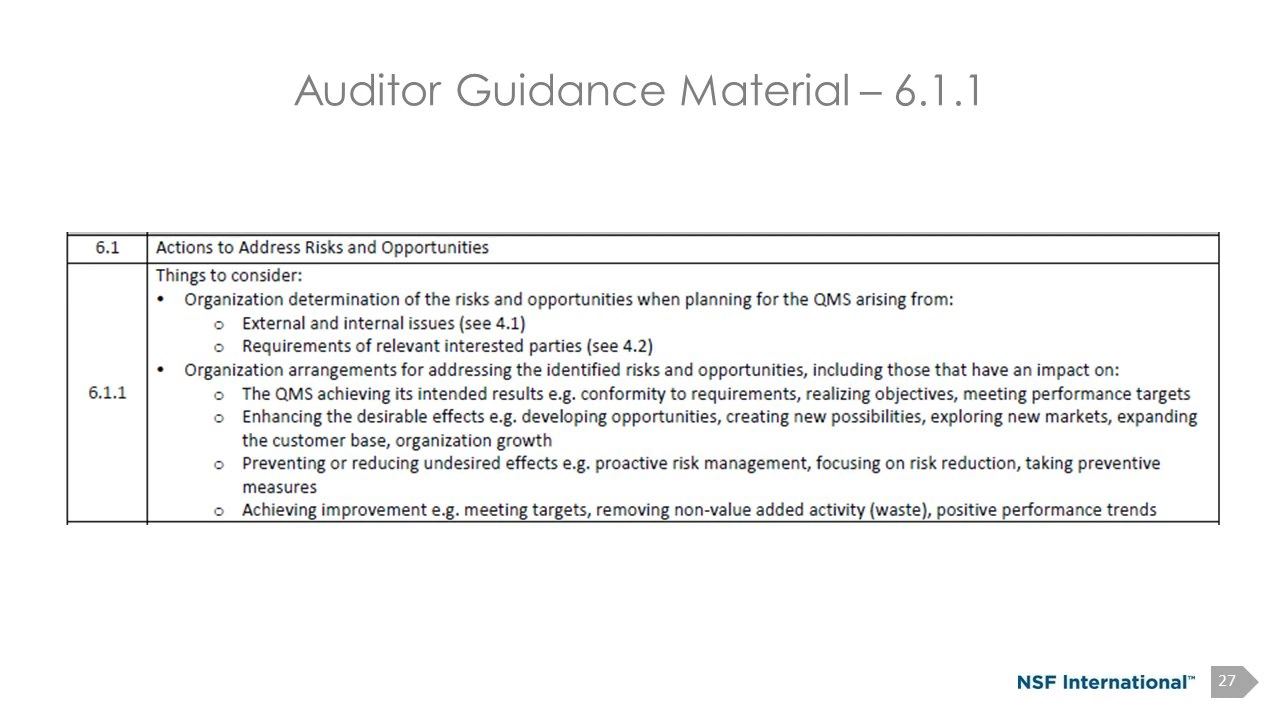 Auditor Guidance Material – 6.1.1
6.1 Actions to Address Risks and Opportunities
Things to consider:
• Organization determination of the risks and opportunities when planning for the QMS arising from:
o External and internal issues (see 4.1)
o Requirements of relevant interested parties (see 4.2)
• Organization arrangements for addressing the identified risks and opportunities, including those that have an impact on:
6.1.1
o The QMS achieving its intended results e.g. conformity to requirements, realizing objectives, meeting performance targets
o Enhancing the desirable effects e.g. developing opportunities, creating new possibilities, exploring new markets, expanding
the customer base, organization growth
o Preventing or reducing undesired effects e.g. proactive risk management, focusing on risk reduction, taking preventive
measures
o Achieving improvement e.g. meeting targets, removing non-value added activity (waste), positive performance trends
NSF International™
27